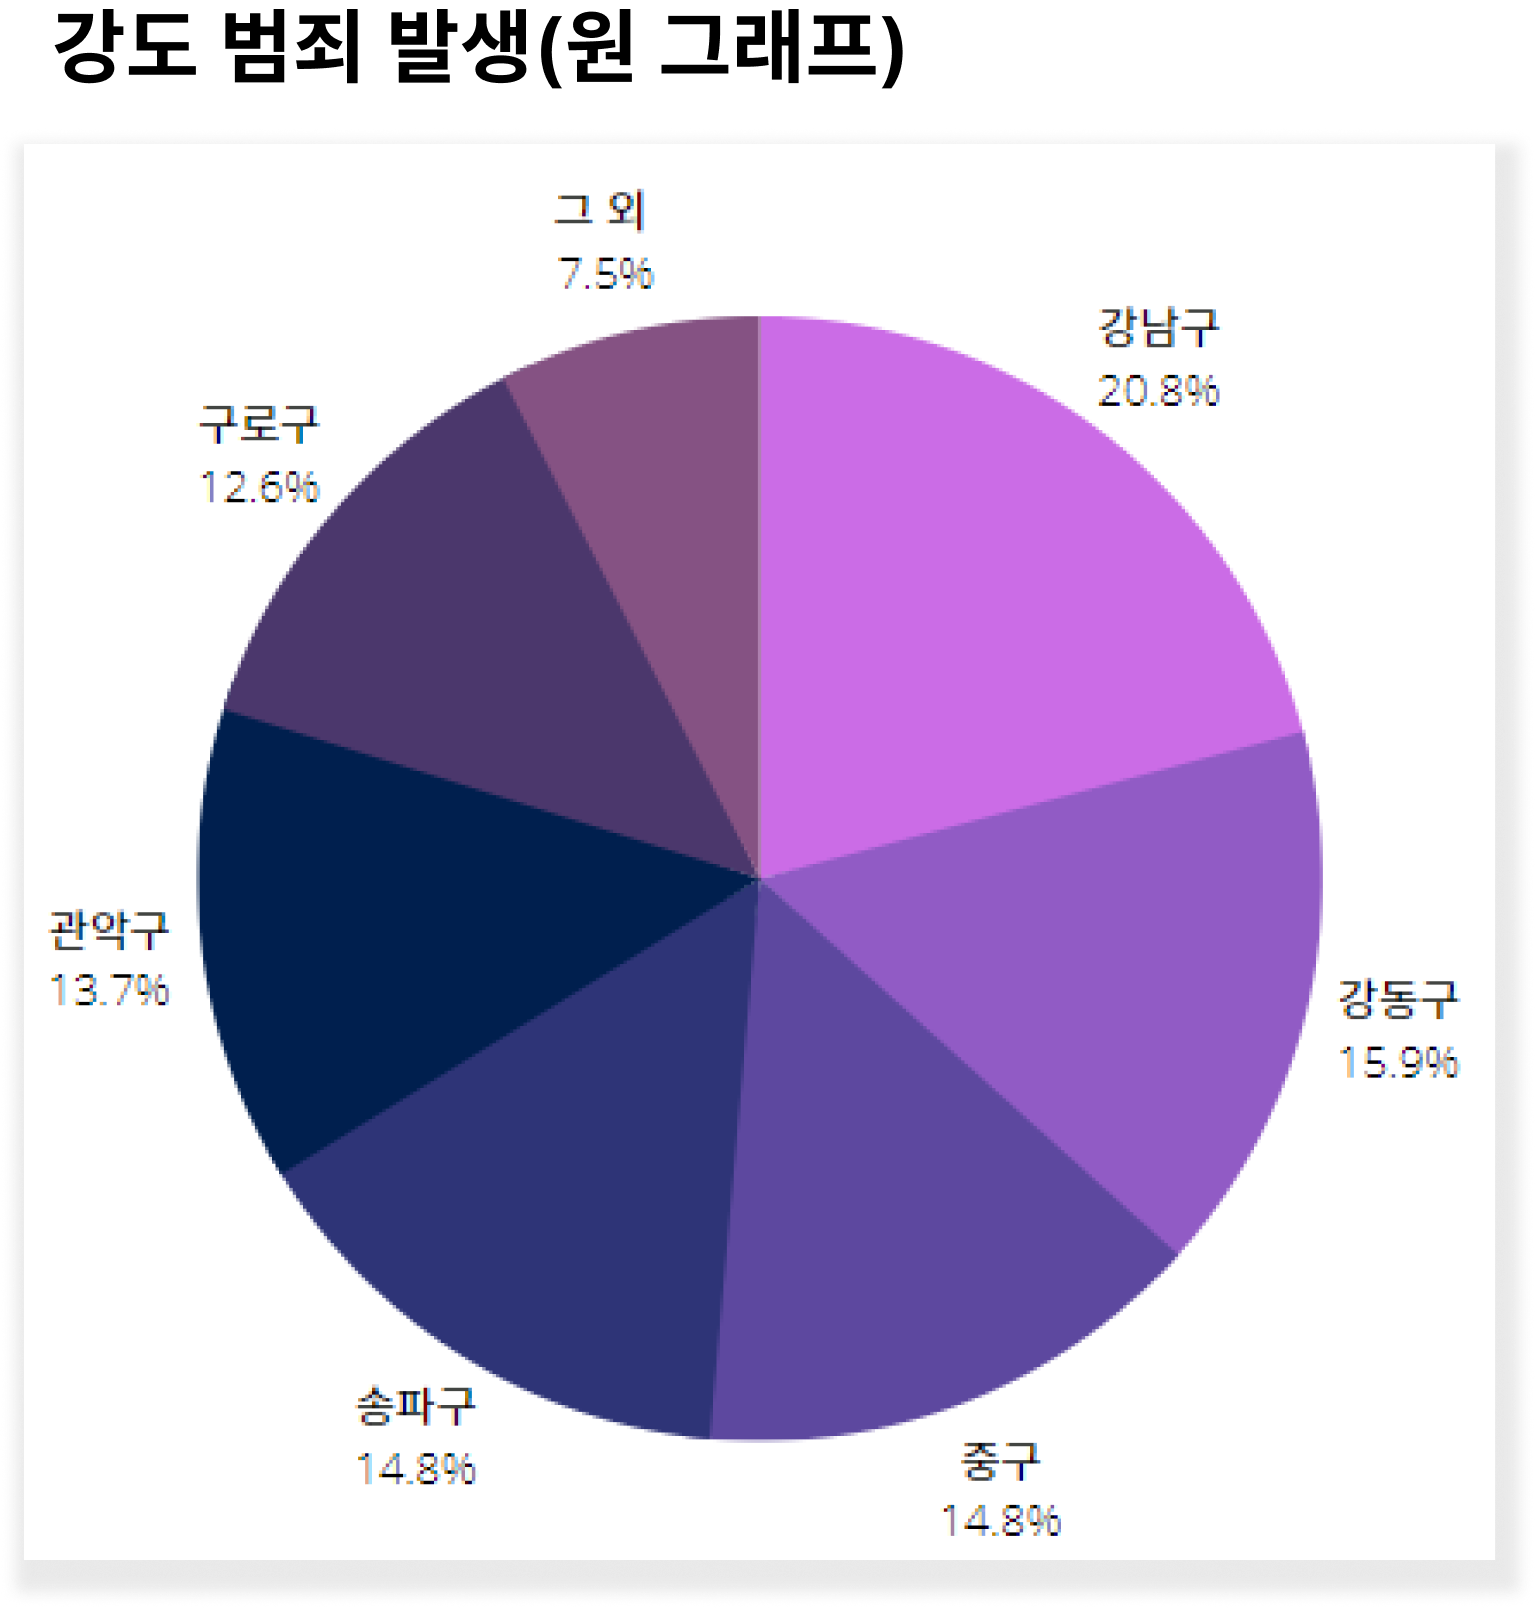 강도 범죄 발생(원 그래프)
그 외
7.5%
강남구
20.8%
구로구
12.6%
관악구
13.7%
강동구
15.9%
송파구
14.8%
중구
14.8%